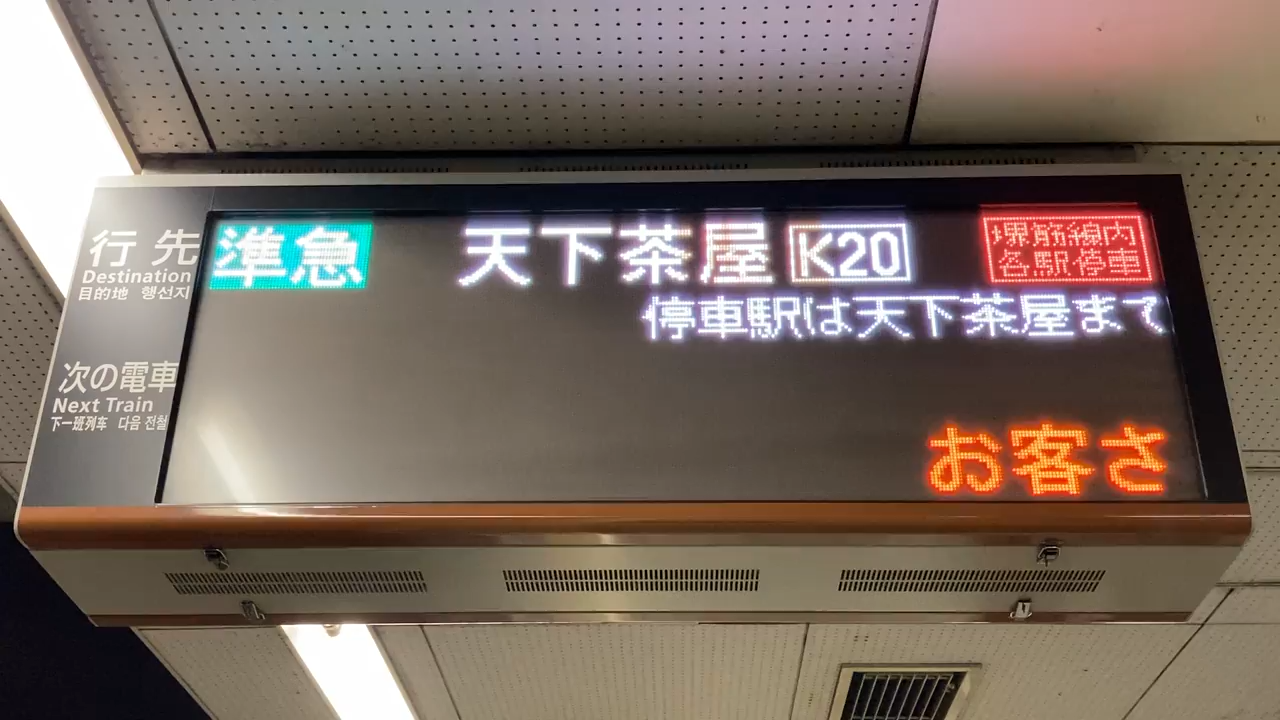 行先
Destination
目的地 행선지
準急 天下茶屋 K20
堺筋線内
各駅停車
停車駅は天下茶屋まで
次の電車
Next Train
下一班列车 다음 전철
お客さ